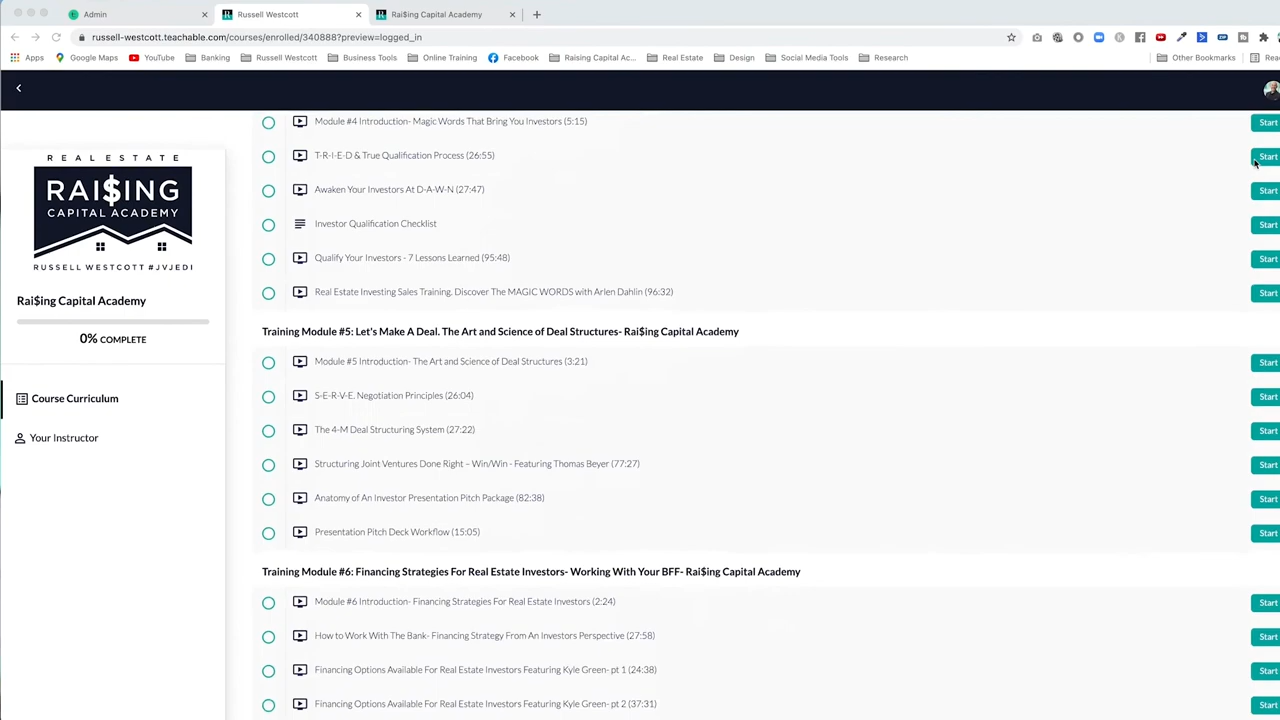 Admin
Russell Westcott
Rai$ing Capital Academy
russell-westcott.teachable.com/courses/enrolled/340888?preview=logged_in
Apps
Google Maps
YouTube
Banking
Russell Westcott
Business Tools
Online Training
Facebook
Raising Capital Ac...
Real Estate
Design
Social Media Tools
Research
Other Bookmarks
Rea
REAL ESTATE
RAI$ING
CAPITAL ACADEMY
RUSSELL WESTCOTT #JVJEDI
Rai$ing Capital Academy
0% COMPLETE
Course Curriculum
Your Instructor
Module #4 Introduction- Magic Words That Bring You Investors (5:15)
Start
T-R-I-E-D & True Qualification Process (26:55)
Start
Awaken Your Investors At D-A-W-N (27:47)
Start
Investor Qualification Checklist
Start
Qualify Your Investors - 7 Lessons Learned (95:48)
Start
Real Estate Investing Sales Training. Discover The MAGIC WORDS with Arlen Dahlin (96:32)
Start
Training Module #5: Let's Make A Deal. The Art and Science of Deal Structures- Rai$ing Capital Academy
Module #5 Introduction- The Art and Science of Deal Structures (3:21)
Start
S-E-R-V-E. Negotiation Principles (26:04)
Start
The 4-M Deal Structuring System (27:22)
Start
Structuring Joint Ventures Done Right – Win/Win - Featuring Thomas Beyer (77:27)
Start
Anatomy of An Investor Presentation Pitch Package (82:38)
Start
Presentation Pitch Deck Workflow (15:05)
Start
Training Module #6: Financing Strategies For Real Estate Investors- Working With Your BFF- Rai$ing Capital Academy
Module #6 Introduction- Financing Strategies For Real Estate Investors (2:24)
Start
How to Work With The Bank- Financing Strategy From An Investors Perspective (27:58)
Start
Financing Options Available For Real Estate Investors Featuring Kyle Green- pt 1 (24:38)
Start
Financing Options Available For Real Estate Investors Featuring Kyle Green- pt 2 (37:31)
Start